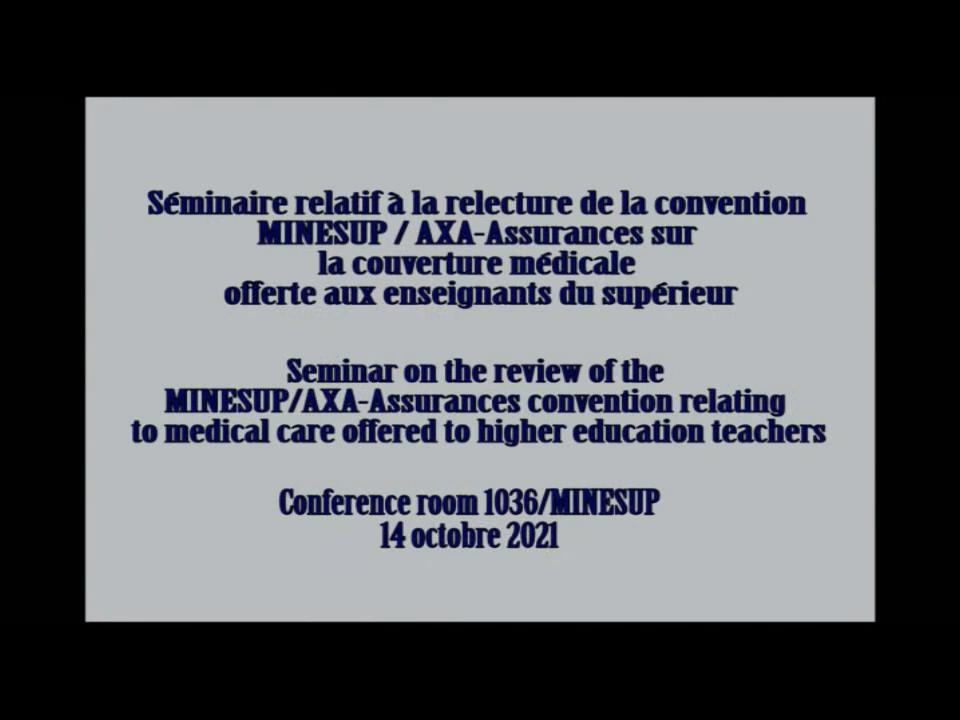 Séminaire relatif à la relecture de la convention
MINESUP / AXA-Assurances sur
la couverture médicale
offerte aux enseignants du supérieur
Seminar on the review of the
MINESUP/AXA-Assurances convention relating
to medical care offered to higher education teachers
Conference room 1036/MINESUP
14 octobre 2021